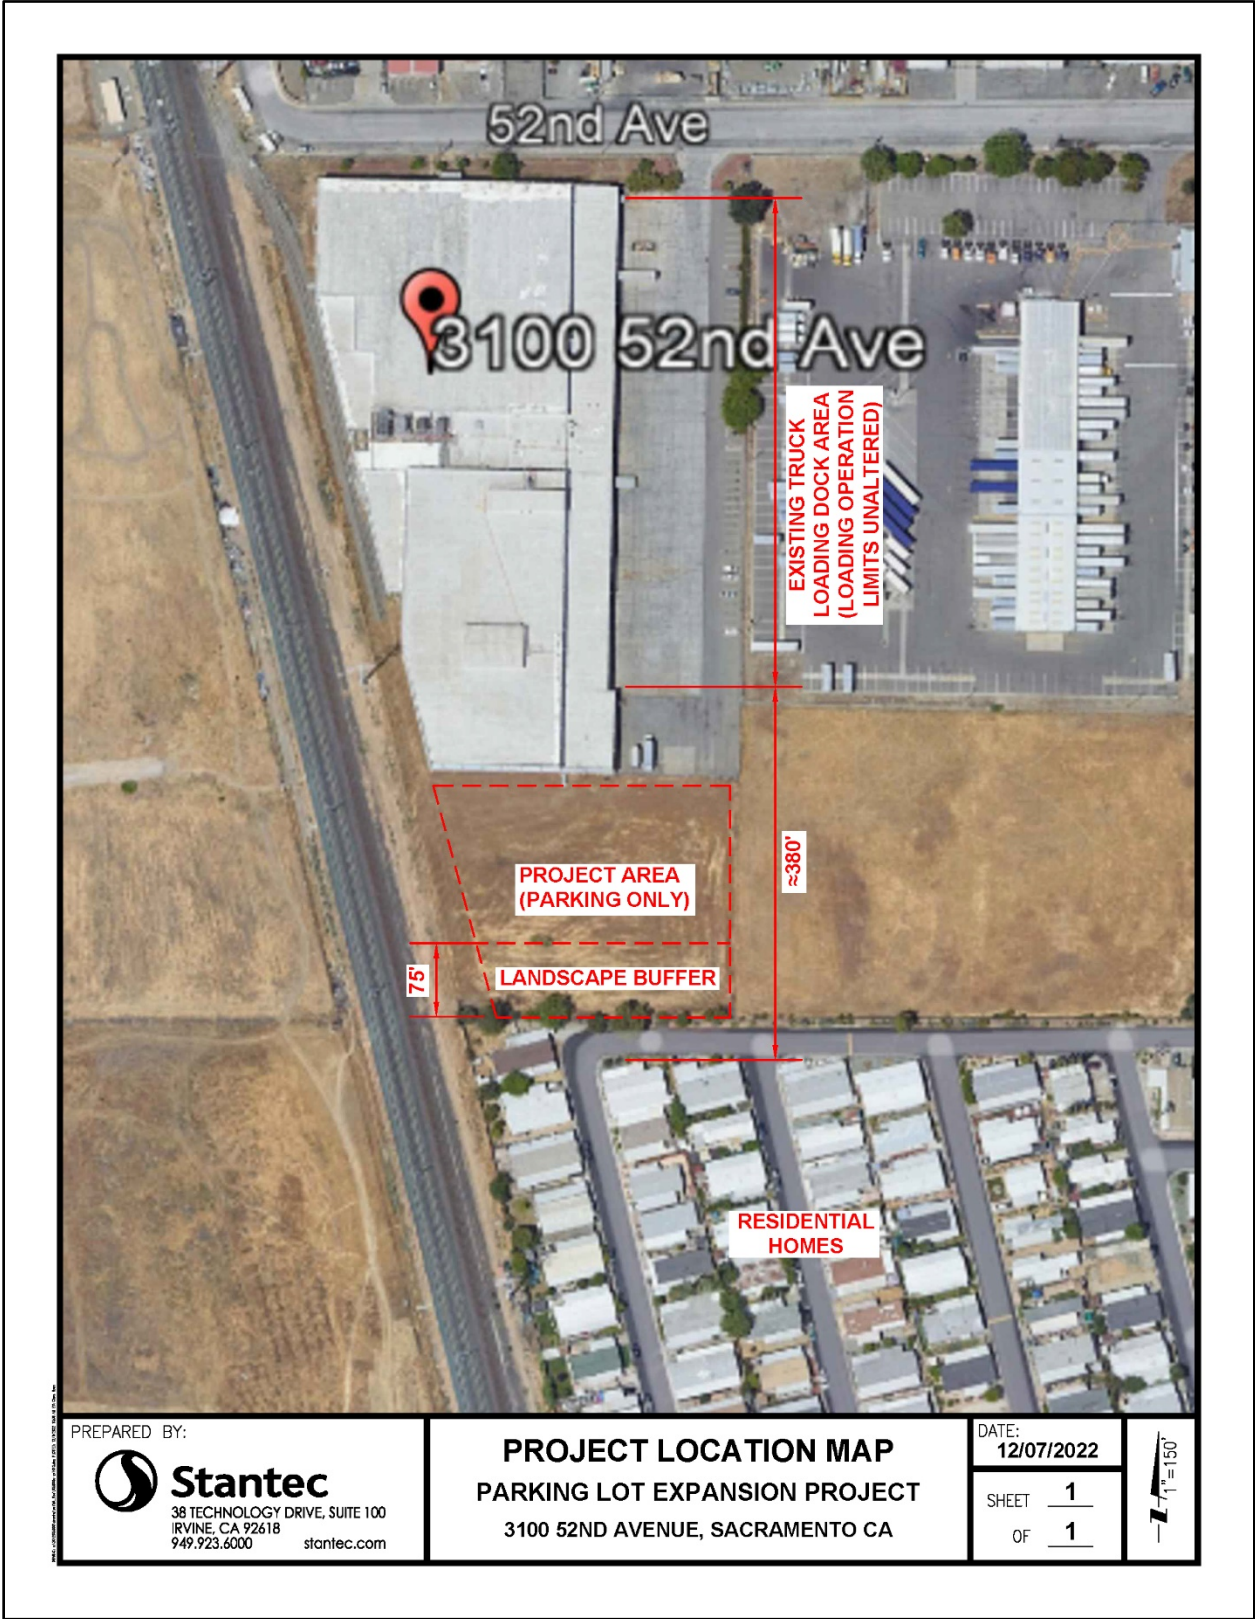 52nd Ave
3100 52nd Ave
EXISTING TRUCK
LOADING DOCK AREA
(LOADING OPERATION
LIMITS UNALTERED)
≈380'
PROJECT AREA
(PARKING ONLY)
75'
LANDSCAPE BUFFER
RESIDENTIAL
HOMES
PREPARED BY:
Stantec
38 TECHNOLOGY DRIVE, SUITE 100
IRVINE, CA 92618
949.923.6000 stantec.com
PROJECT LOCATION MAP
PARKING LOT EXPANSION PROJECT
3100 52ND AVENUE, SACRAMENTO CA
DATE:
12/07/2022
SHEET 1
OF 1
N
1"=150'